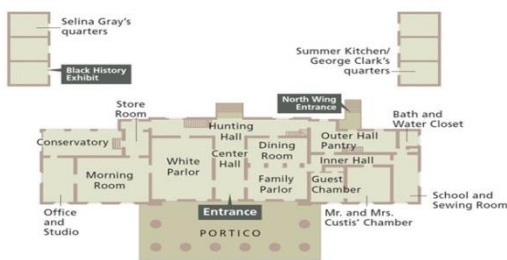 Selina Gray's
quarters
Black History
Exhibit
Summer Kitchen/
George Clark's
quarters
North Wing
Entrance
Store
Room
Bath and
Water Closet
Conservatory
Hunting
Hall
Outer Hall
Pantry
Morning
Room
White
Parlor
Center
Hall
Dining
Room
Inner Hall
Family
Parlor
Guest
Chamber
Office
and
Studio
Entrance
Mr. and Mrs.
Custis' Chamber
School and
Sewing Room
PORTICO